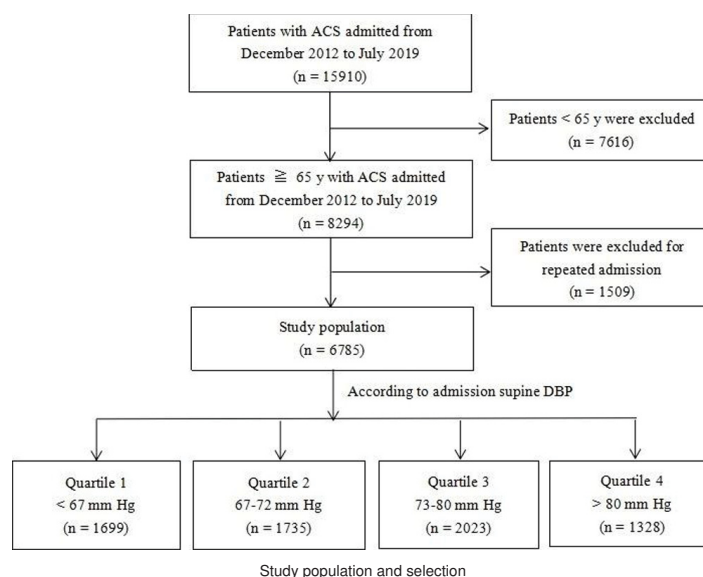 Patients with ACS admitted from
December 2012 to July 2019
(n = 15910)
Patients < 65 y were excluded
(n = 7616)
Patients ≧ 65 y with ACS admitted
from December 2012 to July 2019
(n = 8294)
Patients were excluded for
repeated admission
(n = 1509)
Study population
(n = 6785)
According to admission supine DBP
Quartile 1
< 67 mm Hg
(n = 1699)
Quartile 2
67-72 mm Hg
(n = 1735)
Quartile 3
73-80 mm Hg
(n = 2023)
Quartile 4
> 80 mm Hg
(n = 1328)
Study population and selection